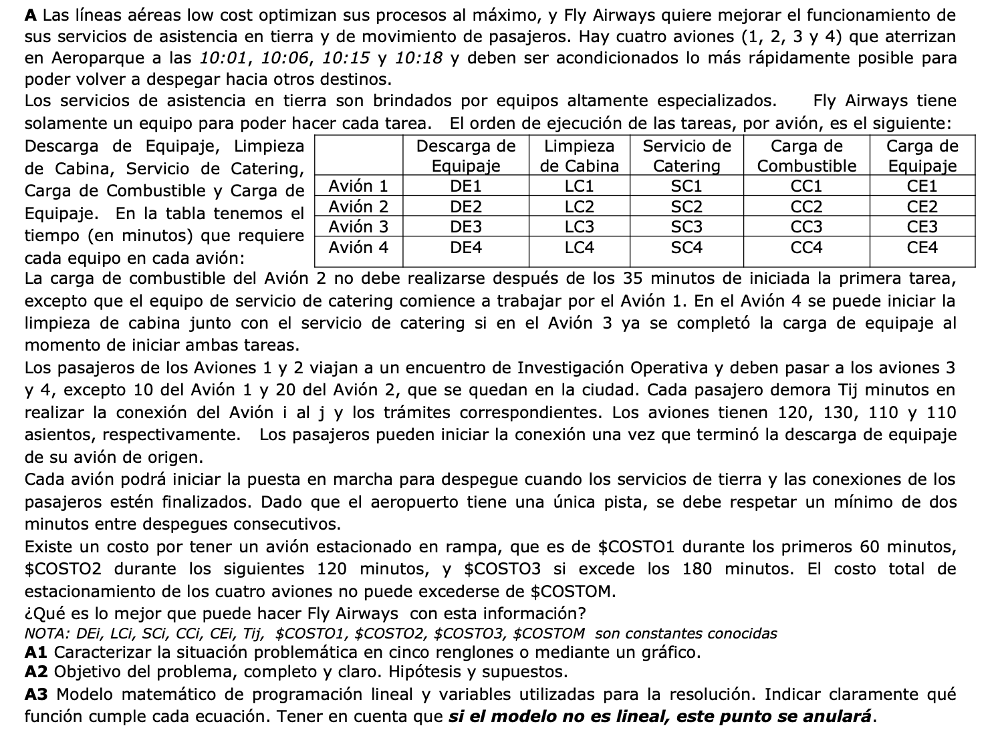 A Las líneas aéreas low cost optimizan sus procesos al máximo, y Fly Airways quiere mejorar el funcionamiento de
sus servicios de asistencia en tierra y de movimiento de pasajeros. Hay cuatro aviones (1, 2, 3 y 4) que aterrizan
en Aeroparque a las 10:01, 10:06, 10:15 y 10:18 y deben ser acondicionados lo más rápidamente posible para
poder volver a despegar hacia otros destinos.
Los servicios de asistencia en tierra son brindados por equipos altamente especializados. Fly Airways tiene
solamente un equipo para poder hacer cada tarea. El orden de ejecución de las tareas, por avión, es el siguiente:
Descarga de Equipaje, Limpieza
de Cabina, Servicio de Catering,
Carga de Combustible y Carga de
Equipaje. En la tabla tenemos el
tiempo (en minutos) que requiere
cada equipo en cada avión:
Descarga de Equipaje Limpieza de Cabina Servicio de Catering Carga de Combustible Carga de Equipaje
Avión 1 DE1 LC1 SC1 CC1 CE1
Avión 2 DE2 LC2 SC2 CC2 CE2
Avión 3 DE3 LC3 SC3 CC3 CE3
Avión 4 DE4 LC4 SC4 CC4 CE4
La carga de combustible del Avión 2 no debe realizarse después de los 35 minutos de iniciada la primera tarea,
excepto que el equipo de servicio de catering comience a trabajar por el Avión 1. En el Avión 4 se puede iniciar la
limpieza de cabina junto con el servicio de catering si en el Avión 3 ya se completó la carga de equipaje al
momento de iniciar ambas tareas.
Los pasajeros de los Aviones 1 y 2 viajan a un encuentro de Investigación Operativa y deben pasar a los aviones 3
y 4, excepto 10 del Avión 1 y 20 del Avión 2, que se quedan en la ciudad. Cada pasajero demora Tij minutos en
realizar la conexión del Avión i al j y los trámites correspondientes. Los aviones tienen 120, 130, 110 y 110
asientos, respectivamente. Los pasajeros pueden iniciar la conexión una vez que terminó la descarga de equipaje
de su avión de origen.
Cada avión podrá iniciar la puesta en marcha para despegue cuando los servicios de tierra y las conexiones de los
pasajeros estén finalizados. Dado que el aeropuerto tiene una única pista, se debe respetar un mínimo de dos
minutos entre despegues consecutivos.
Existe un costo por tener un avión estacionado en rampa, que es de $COSTO1 durante los primeros 60 minutos,
$COSTO2 durante los siguientes 120 minutos, y $COSTO3 si excede los 180 minutos. El costo total de
estacionamiento de los cuatro aviones no puede excederse de $COSTOM.
¿Qué es lo mejor que puede hacer Fly Airways con esta información?
NOTA: DEi, LCi, SCi, CCi, CEi, Tij, $COSTO1, $COSTO2, $COSTO3, $COSTOM son constantes conocidas
A1 Caracterizar la situación problemática en cinco renglones o mediante un gráfico.
A2 Objetivo del problema, completo y claro. Hipótesis y supuestos.
A3 Modelo matemático de programación lineal y variables utilizadas para la resolución. Indicar claramente qué
función cumple cada ecuación. Tener en cuenta que si el modelo no es lineal, este punto se anulará.